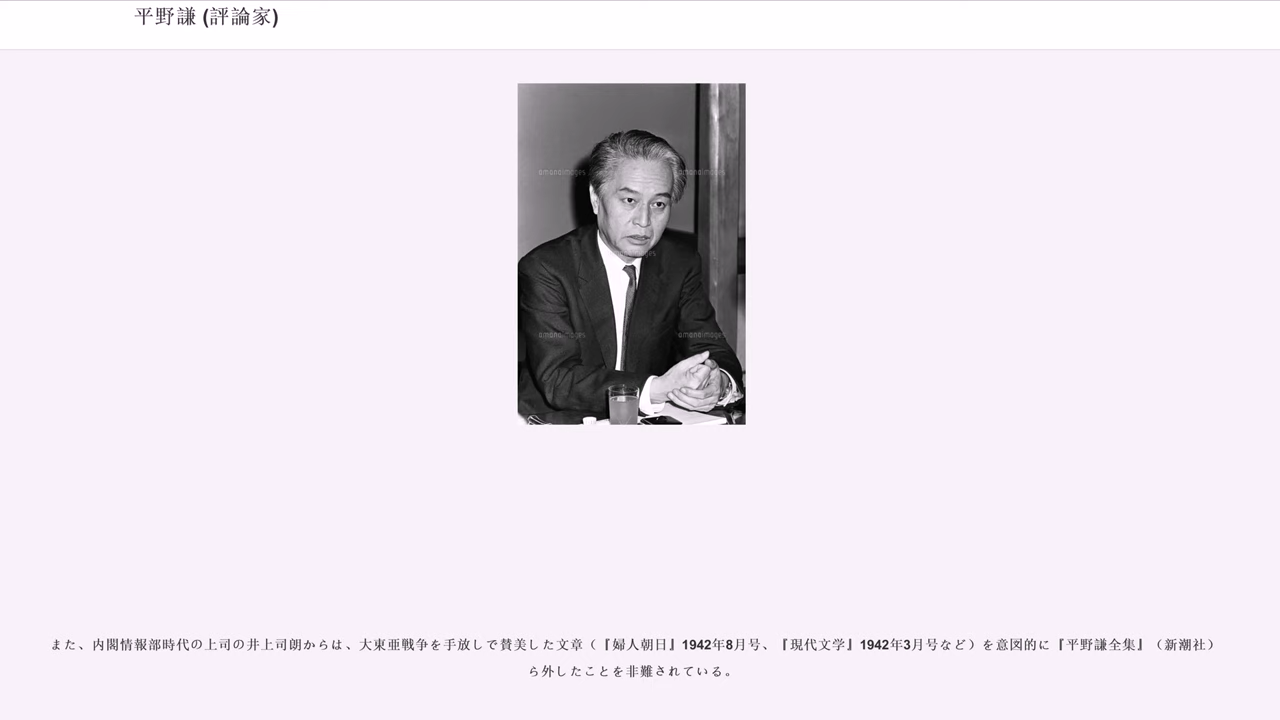 平野謙 (評論家)
amanaimages amanaimages
amanaimages
amanaimages amanaimages
また、内閣情報部時代の上司の井上司朗からは、大東亜戦争を手放しで賛美した文章（『婦人朝日』1942年8月号、『現代文学』1942年3月号など）を意図的に『平野謙全集』（新潮社）
ら外したことを非難されている。